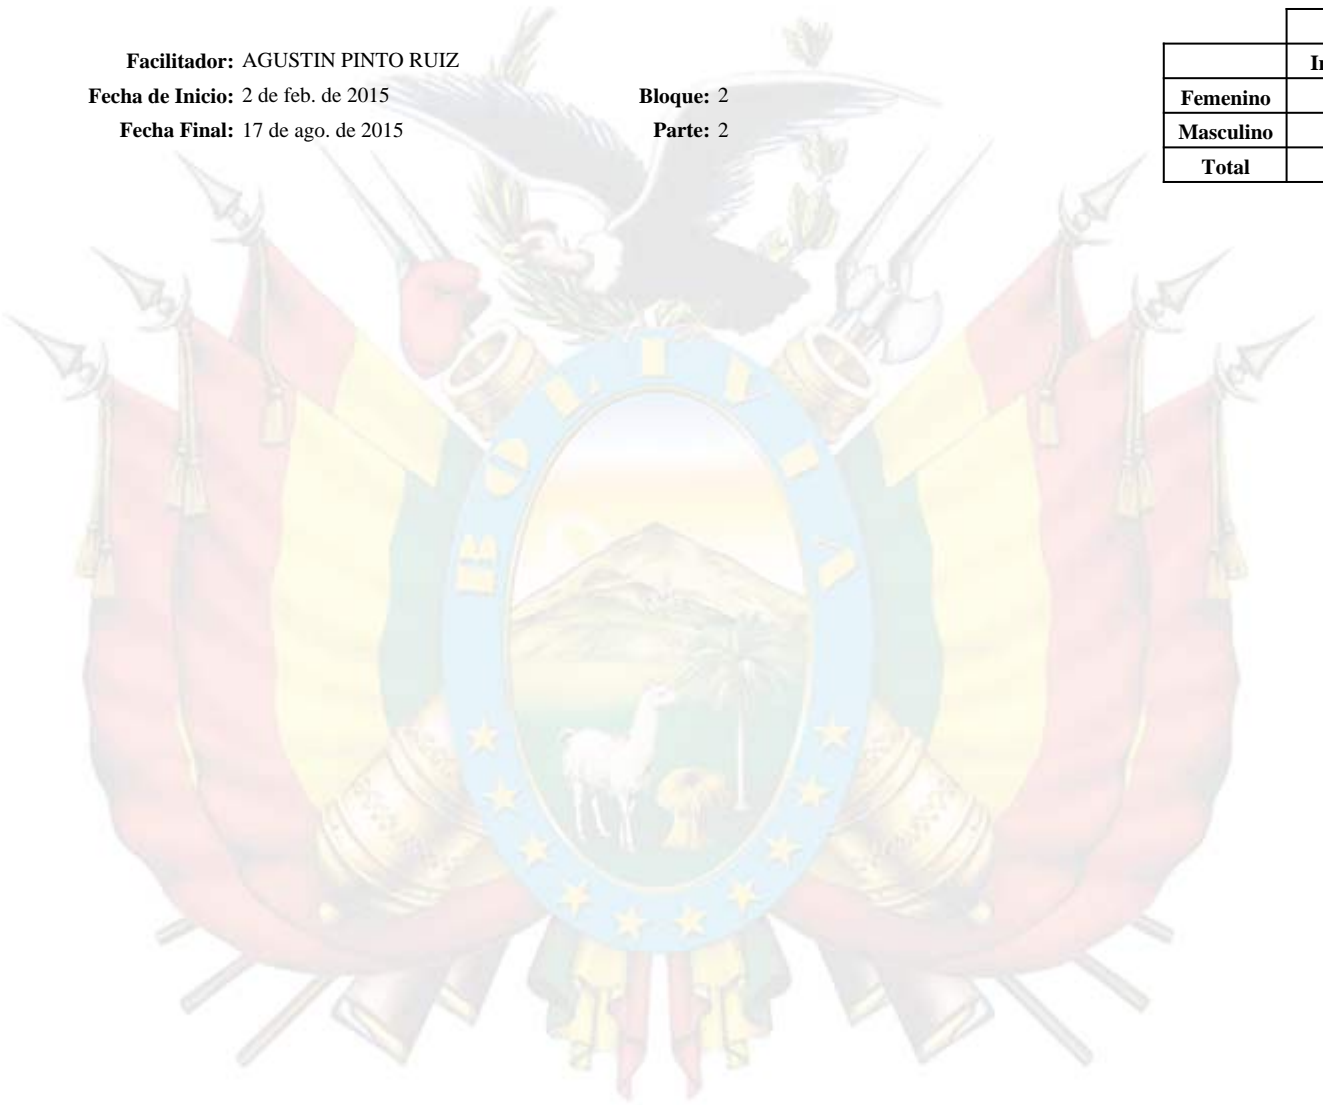 Facilitador: AGUSTIN PINTO RUIZ
Fecha de Inicio: 2 de feb. de 2015 Bloque: 2
Fecha Final: 17 de ago. de 2015 Parte: 2
Femenino
Masculino
Total
BOLIVIA